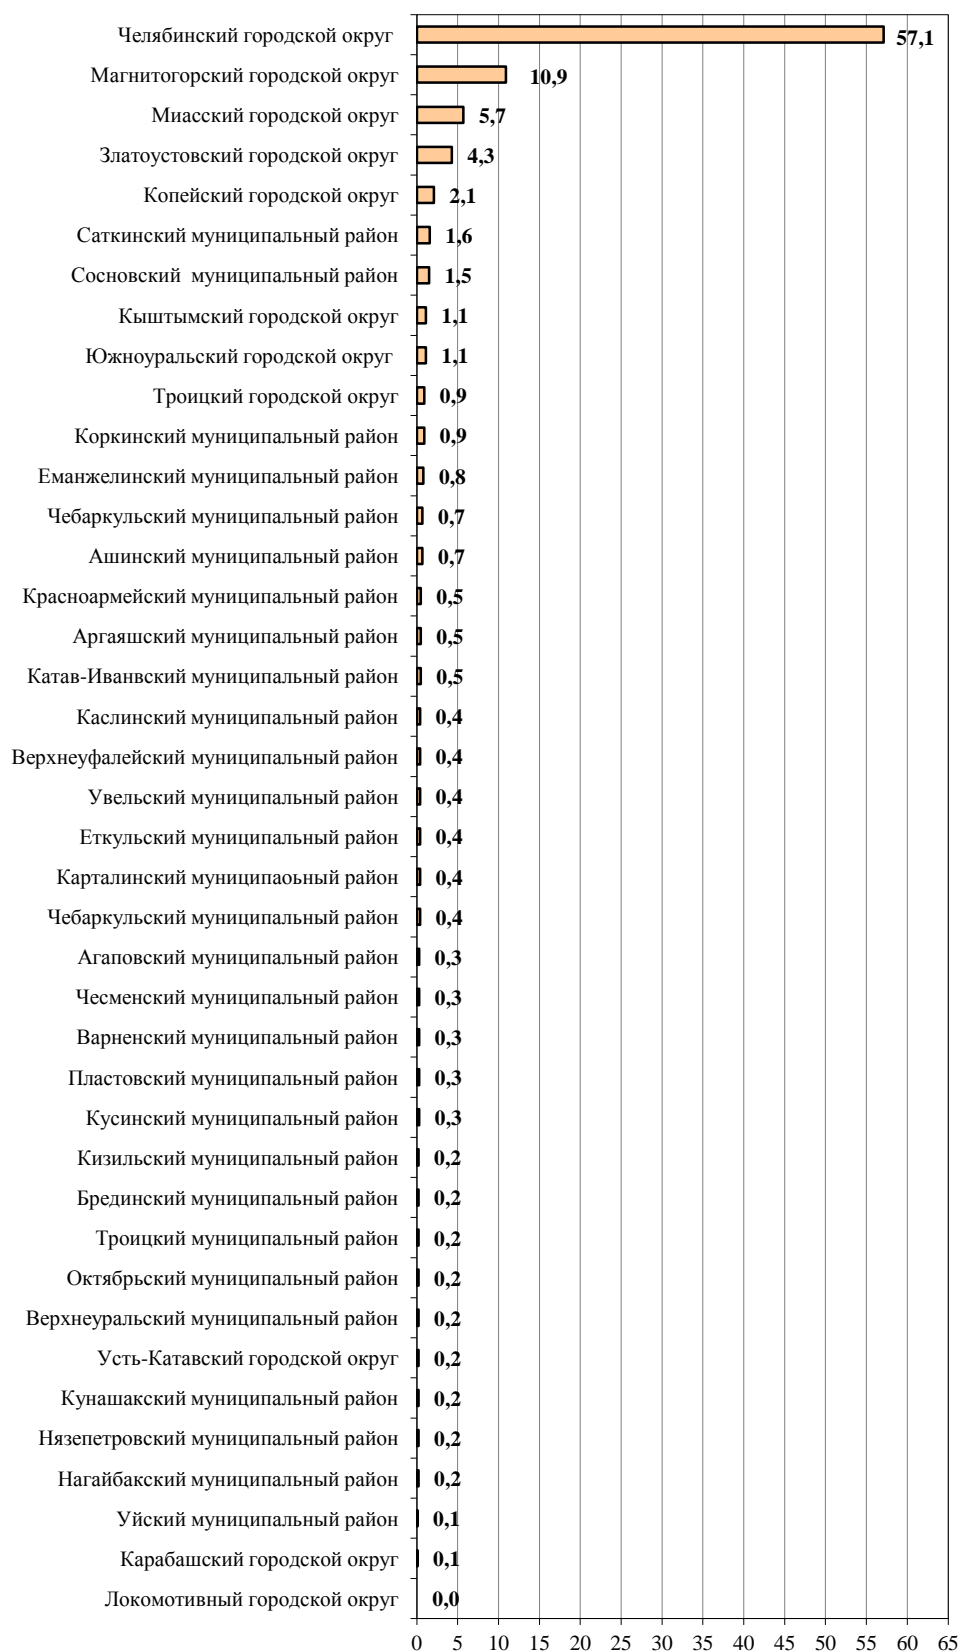 Челябинский городской округ 57,1
Магнитогорский городской округ 10,9
Миасский городской округ 5,7
Златоустовский городской округ 4,3
Копейский городской округ 2,1
Саткинский муниципальный район 1,6
Сосновский муниципальный район 1,5
Кыштымский городской округ 1,1
Южноуральский городской округ 1,1
Троицкий городской округ 0,9
Коркинский муниципальный район 0,9
Еманжелинский муниципальный район 0,8
Чебаркульский муниципальный район 0,7
Ашинский муниципальный район 0,7
Красноармейский муниципальный район 0,5
Аргаяшский муниципальный район 0,5
Катав-Иванвский муниципальный район 0,5
Каслинский муниципальный район 0,4
Верхнеуфалейский муниципальный район 0,4
Увельский муниципальный район 0,4
Еткульский муниципальный район 0,4
Карталинский муниципаоьный район 0,4
Чебаркульский муниципальный район 0,4
Агаповский муниципальный район 0,3
Чесменский муниципальный район 0,3
Варненский муниципальный район 0,3
Пластовский муниципальный район 0,3
Кусинский муниципальный район 0,3
Кизильский муниципальный район 0,2
Брединский муниципальный район 0,2
Троицкий муниципальный район 0,2
Октябрьский муниципальный район 0,2
Верхнеуральский муниципальный район 0,2
Усть-Катавский городской округ 0,2
Кунашакский муниципальный район 0,2
Нязепетровский муниципальный район 0,2
Нагайбакский муниципальный район 0,2
Уйский муниципальный район 0,1
Карабашский городской округ 0,1
Локомотивный городской округ 0,0
0 5 10 15 20 25 30 35 40 45 50 55 60 65